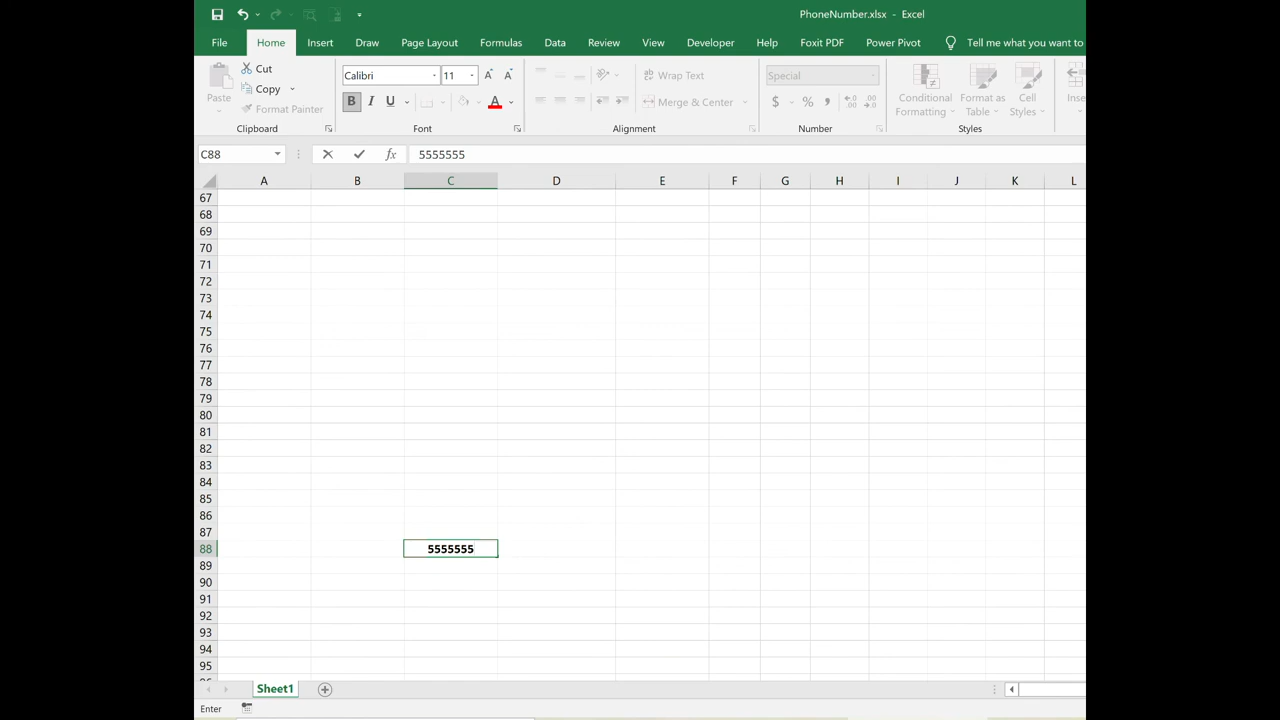 PhoneNumber.xlsx - Excel
File Home Insert Draw Page Layout Formulas Data Review View Developer Help Foxit PDF Power Pivot Tell me what you want to
Paste
Cut
Copy
Format Painter
Clipboard
Calibri 11
B I U A
Font
Wrap Text
Merge & Center
Alignment
Special
$ % ,
Number
Conditional Formatting
Format as Table
Cell Styles
Styles
C88 fx 5555555
A B C D E F G H I J K L
67
68
69
70
71
72
73
74
75
76
77
78
79
80
81
82
83
84
85
86
87
88 5555555
89
90
91
92
93
94
95
Sheet1
Enter